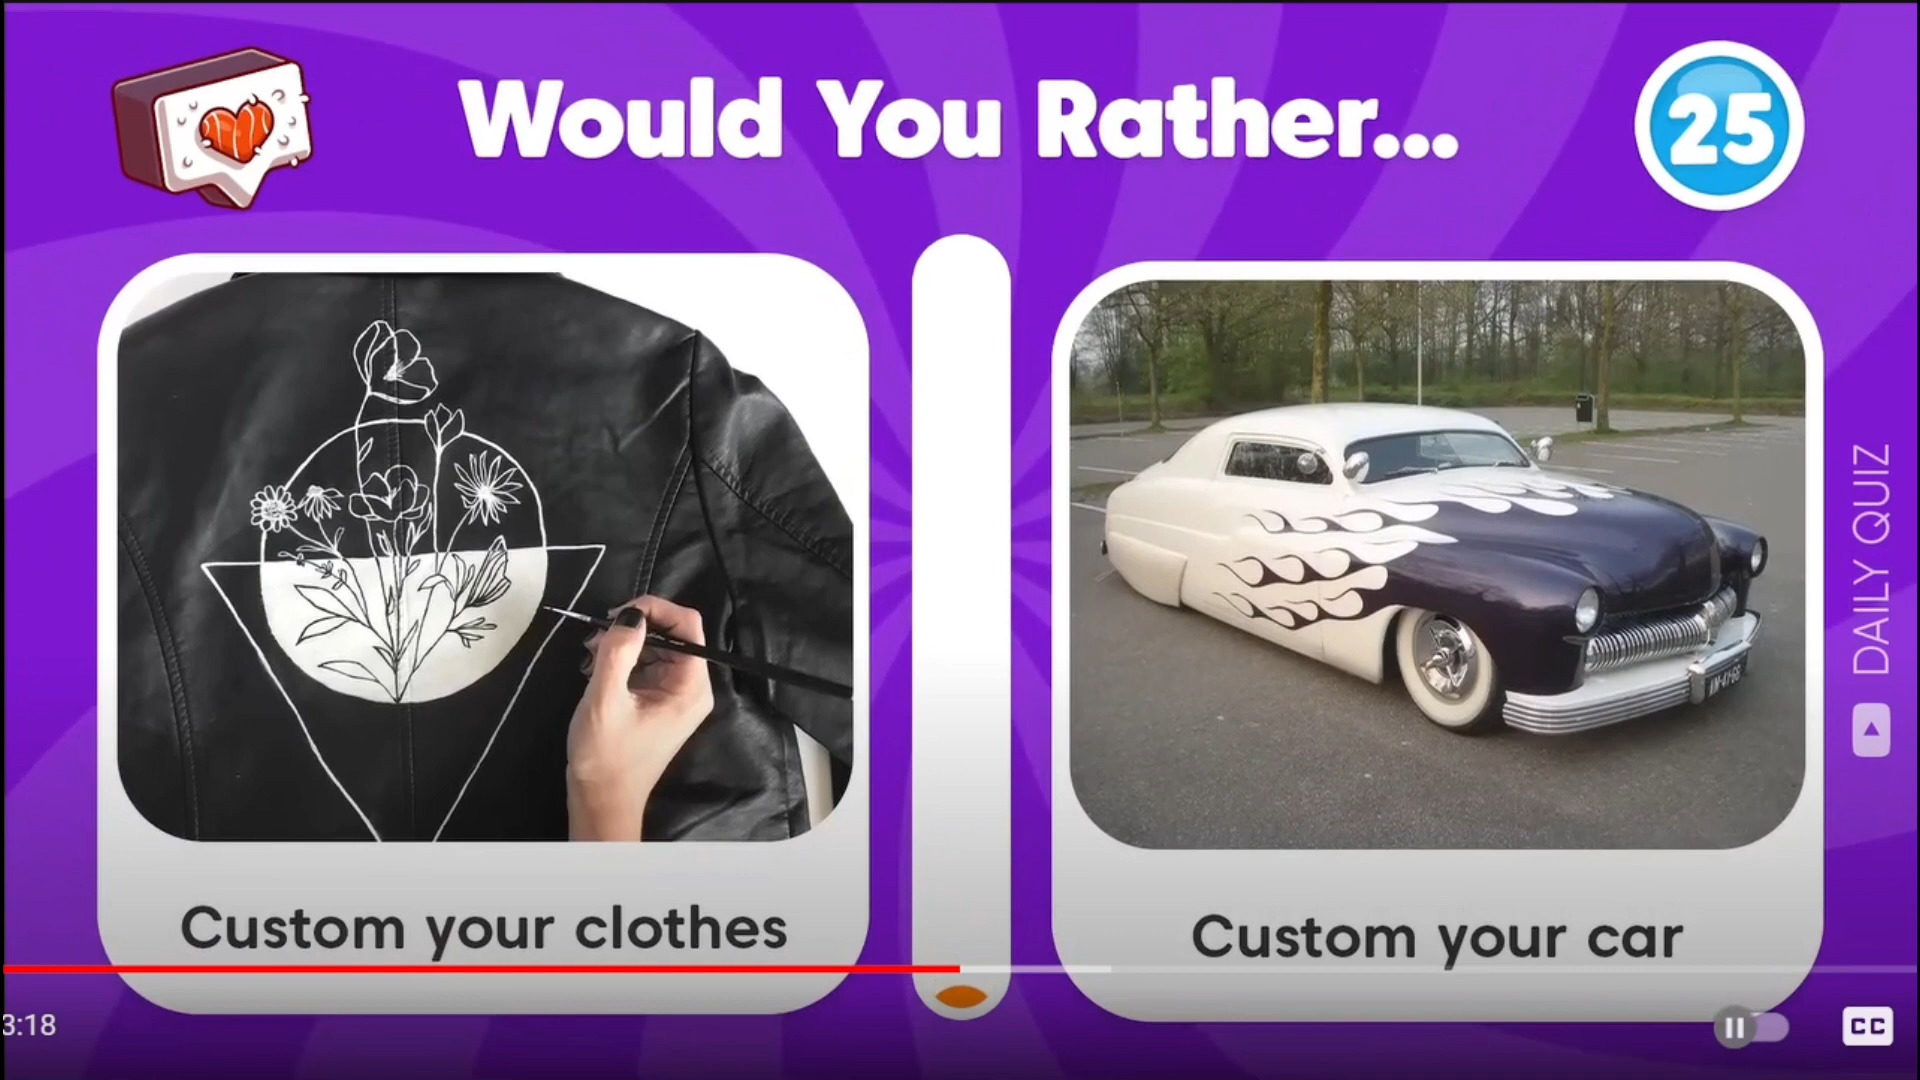 Would You Rather...
25
Custom your clothes
Custom your car
DAILY QUIZ
3:18
CC